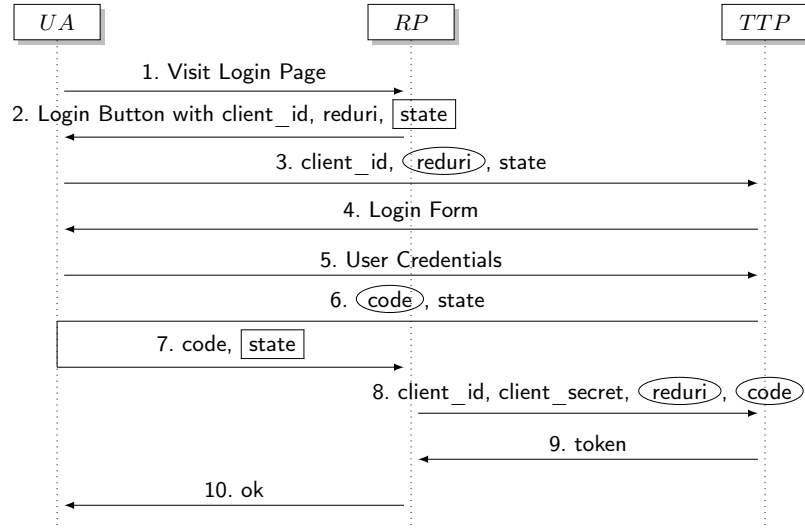 UA RP TTP
1. Visit Login Page
2. Login Button with client_id, reduri, state
3. client_id, reduri, state
4. Login Form
5. User Credentials
6. code, state
7. code, state
8. client_id, client_secret, reduri, code
9. token
10. ok